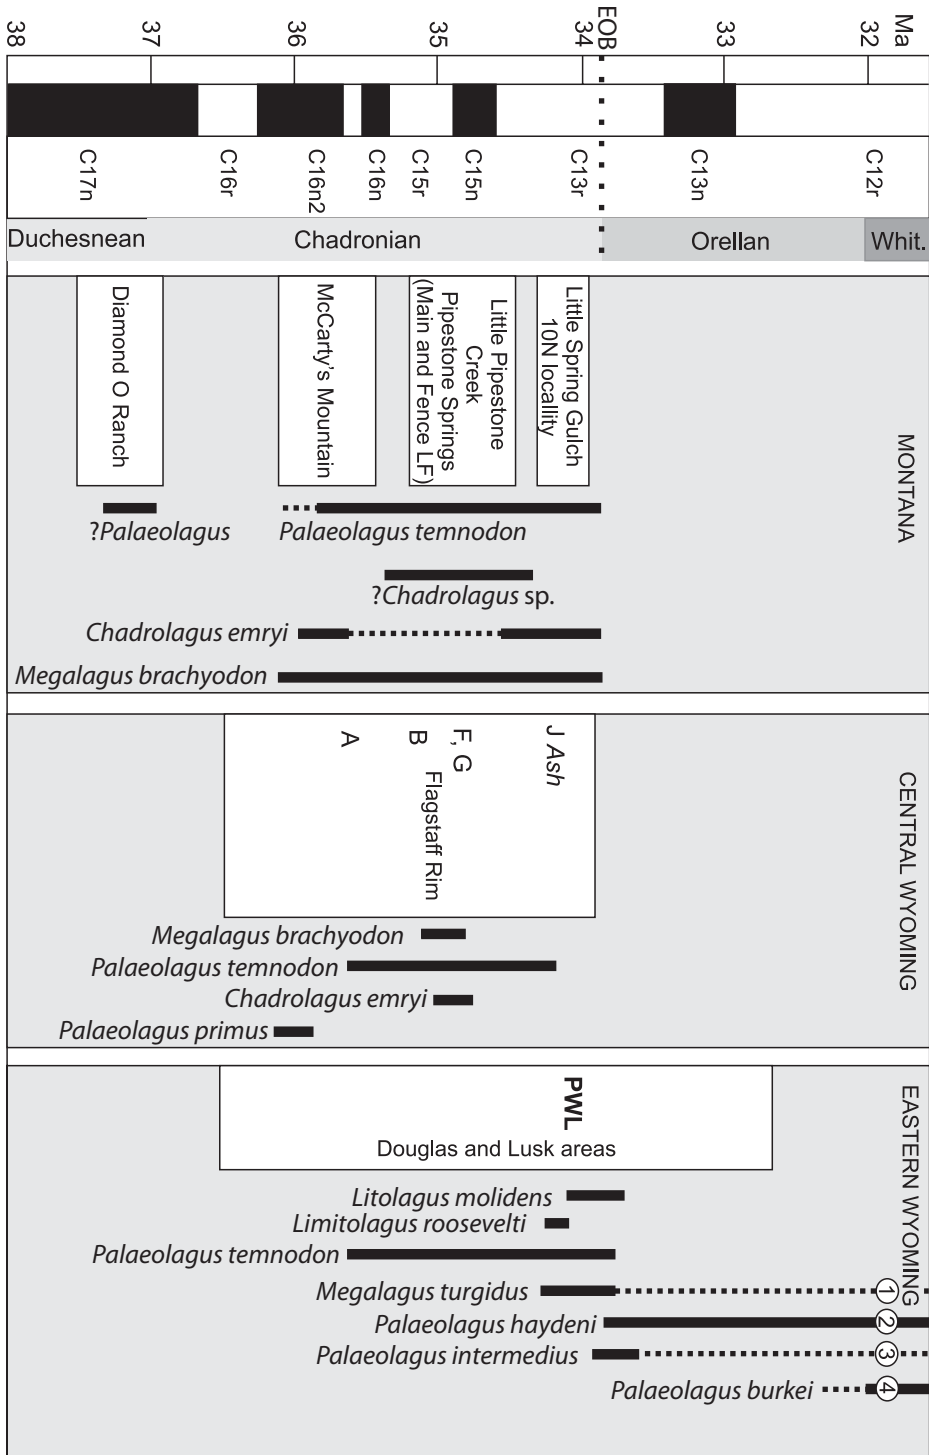 38
37
36
35
34
EOB
33
32
Ma
C17n
C16r
C16n2
C16n
C15r
C15n
C13r
C13n
C12r
Duchesnean
Chadronian
Orellan
Whit.
MONTANA
Diamond O Ranch
McCarty's Mountain
Little Pipestone
Creek
Pipestone Springs
(Main and Fence LF)
Little Spring Gulch
10N locallity
?Palaeolagus
Palaeolagus temnodon
?Chadrolagus sp.
Chadrolagus emryi
Megalagus brachyodon
CENTRAL WYOMING
A
B
F, G
J Ash
Flagstaff Rim
Megalagus brachyodon
Palaeolagus temnodon
Chadrolagus emryi
Palaeolagus primus
EASTERN WYOMING
PWL
Douglas and Lusk areas
Litolagus molidens
Limitolagus roosevelti
Palaeolagus temnodon
Megalagus turgidus
1
Palaeolagus haydeni
2
Palaeolagus intermedius
3
Palaeolagus burkei
4